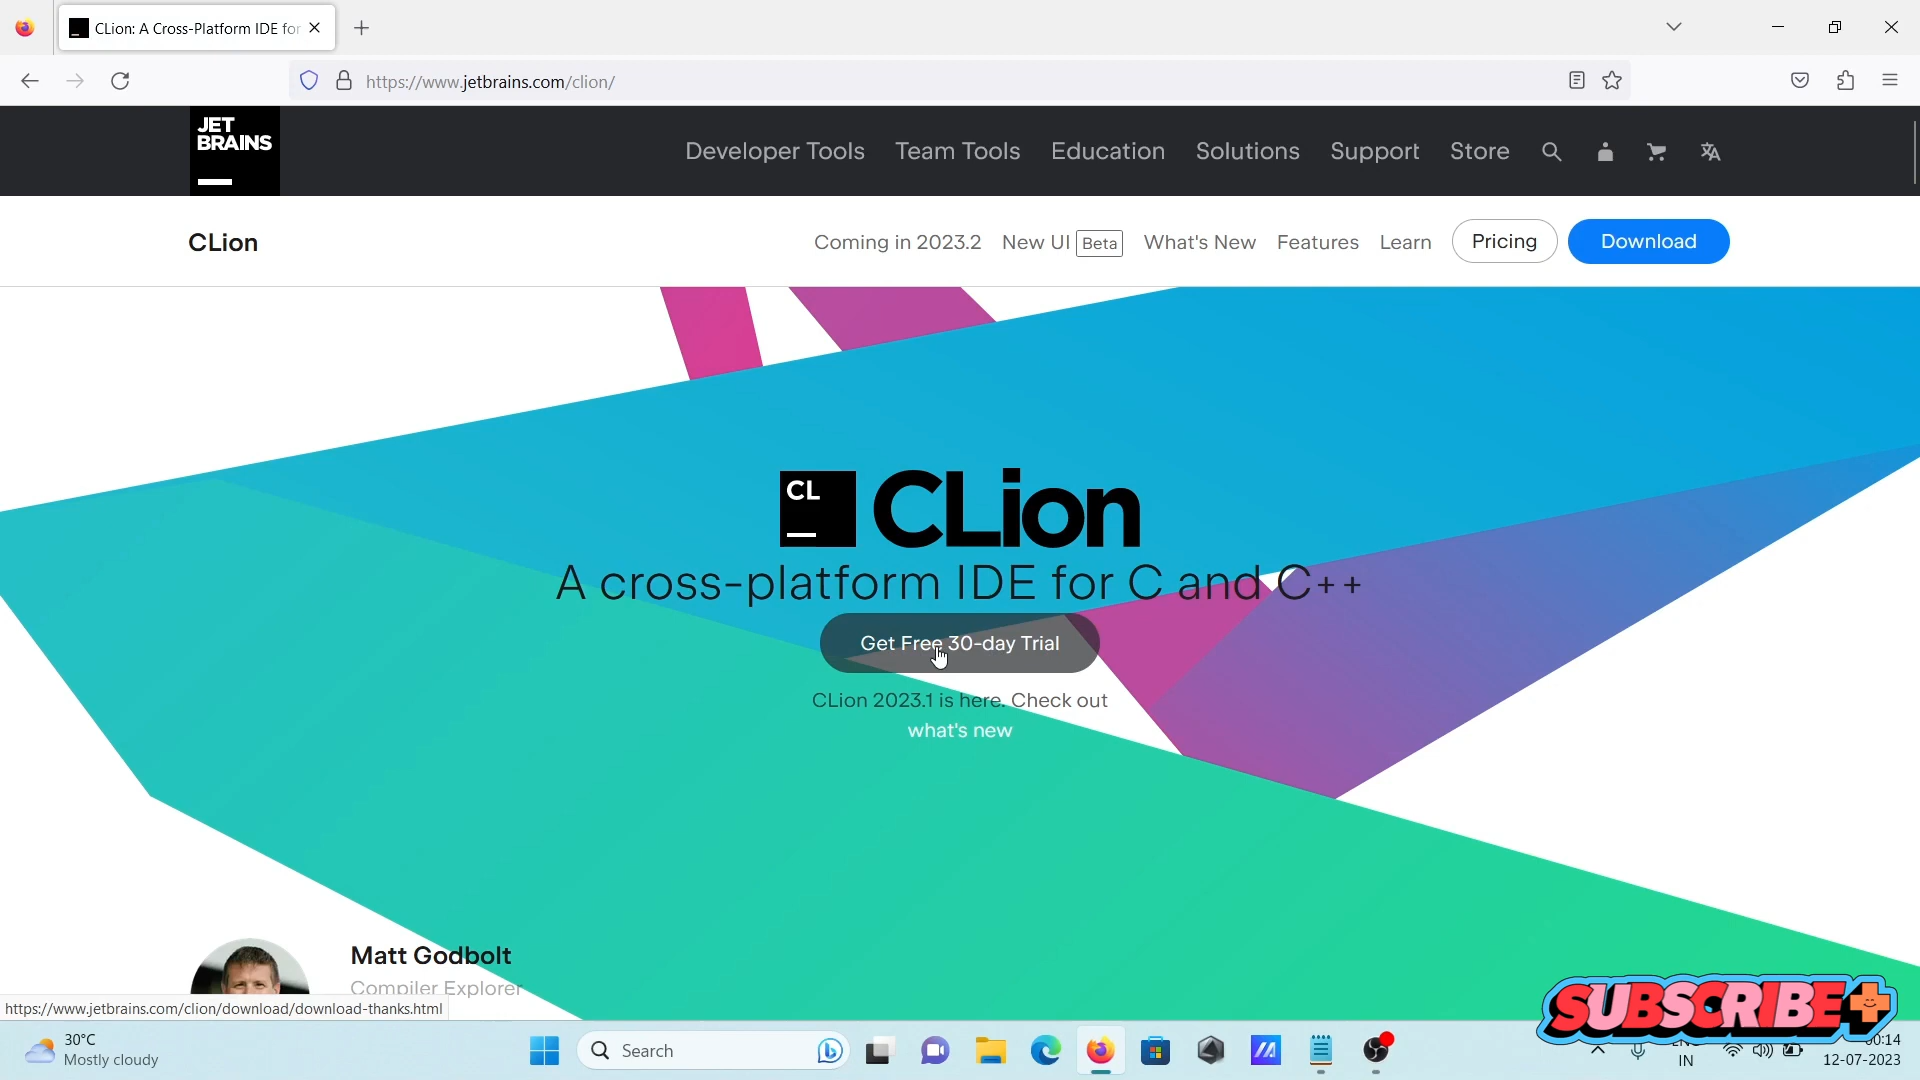 CLion: A Cross-Platform IDE for
https://www.jetbrains.com/clion/
JET
BRAINS
Developer Tools Team Tools Education Solutions Support Store
CLion
Coming in 2023.2 New UI Beta What's New Features Learn Pricing Download
CL
CLion
A cross-platform IDE for C and C++
Get Free 30-day Trial
CLion 2023.1 is here. Check out
what's new
Matt Godbolt
Compiler Explorer
https://www.jetbrains.com/clion/download/download-thanks.html
SUBSCRIBE
30°C
Mostly cloudy
Search
IN
00:14
12-07-2023